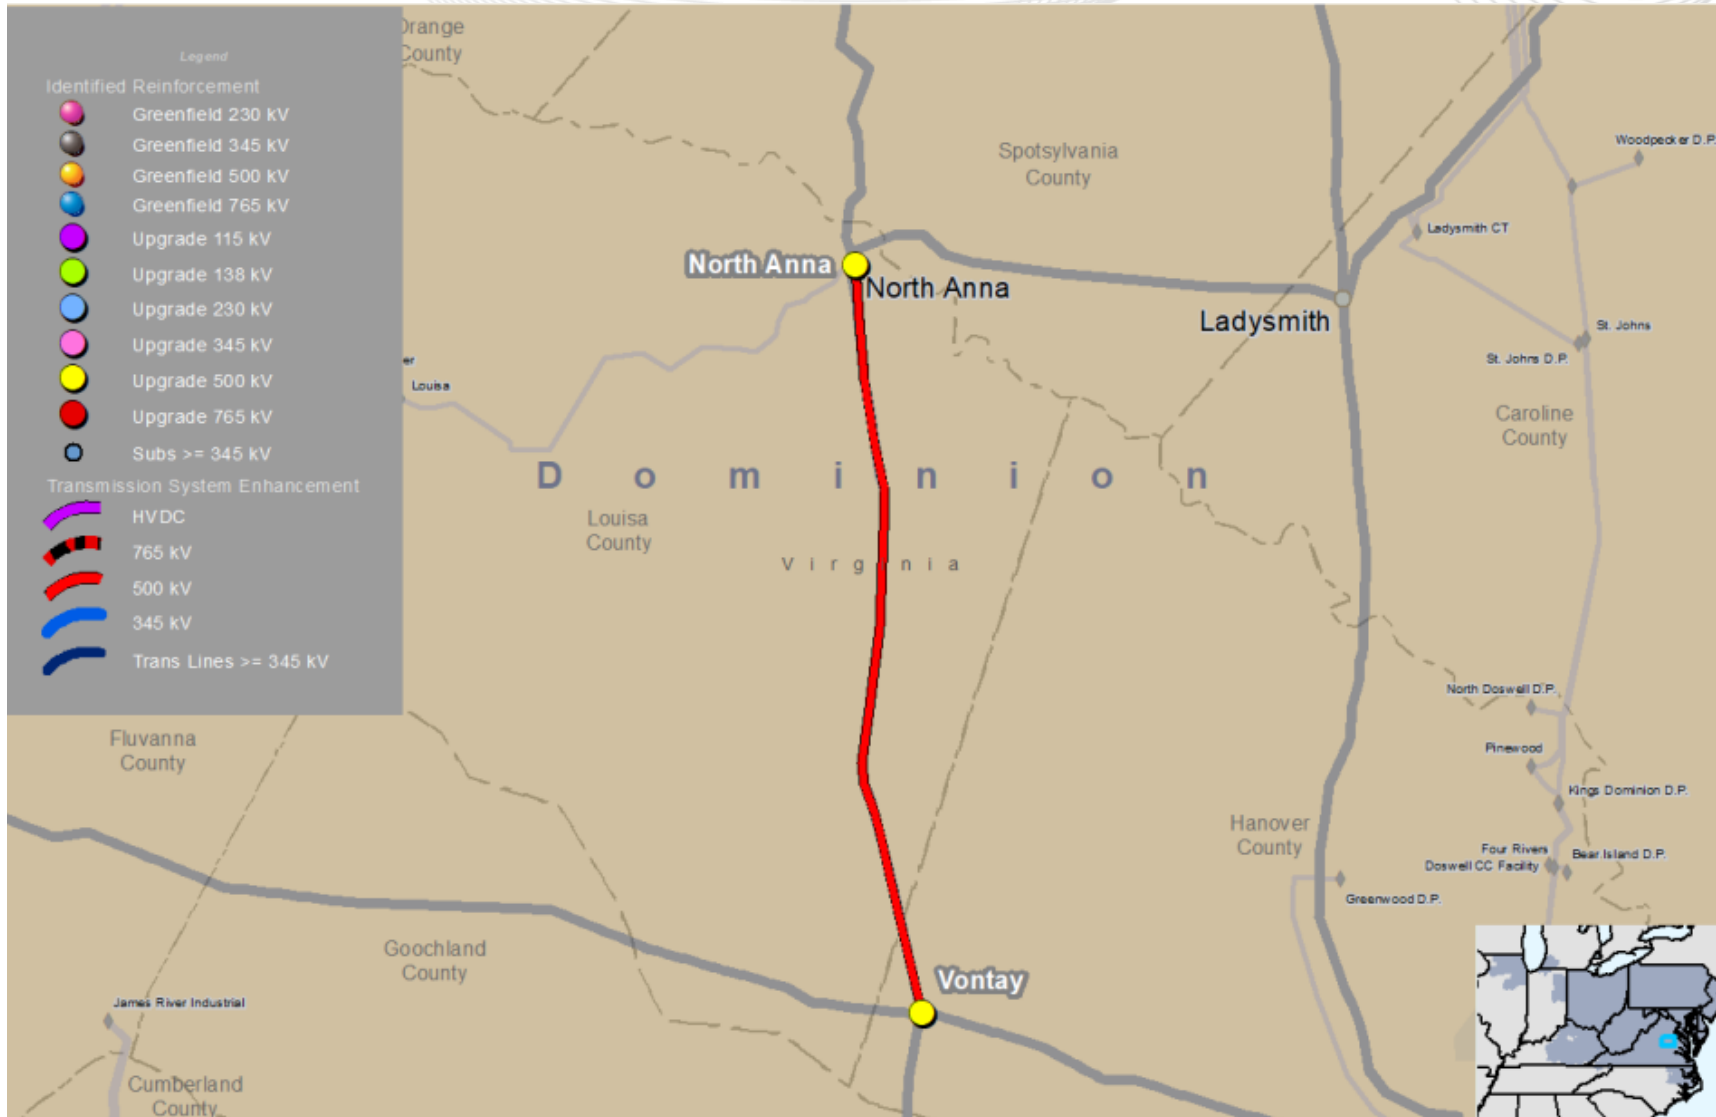 Legend
Identified Reinforcement
Greenfield 230 kV
Greenfield 345 kV
Greenfield 500 kV
Greenfield 765 kV
Upgrade 115 kV
Upgrade 138 kV
Upgrade 230 kV
Upgrade 345 kV
Upgrade 500 kV
Upgrade 765 kV
Subs >= 345 kV
Transmission System Enhancement
HVDC
765 kV
500 kV
345 kV
Trans Lines >= 345 kV
County
Spotsylvania
County
Woodpecker D.P.
Ladysmith CT
North Anna
North Anna
Ladysmith
St. Johns
St. Johns D.P.
er
Louisa
Caroline
County
Dominion
Louisa
County
Virginia
North Doswell D.P.
Pinewood
Kings Dominion D.P.
Fluvanna
County
Hanover
County
Four Rivers
Doswell CC Facility
Bear Island D.P.
Greenwood D.P.
Goochland
County
Vontay
James River Industrial
Cumberland
County
D